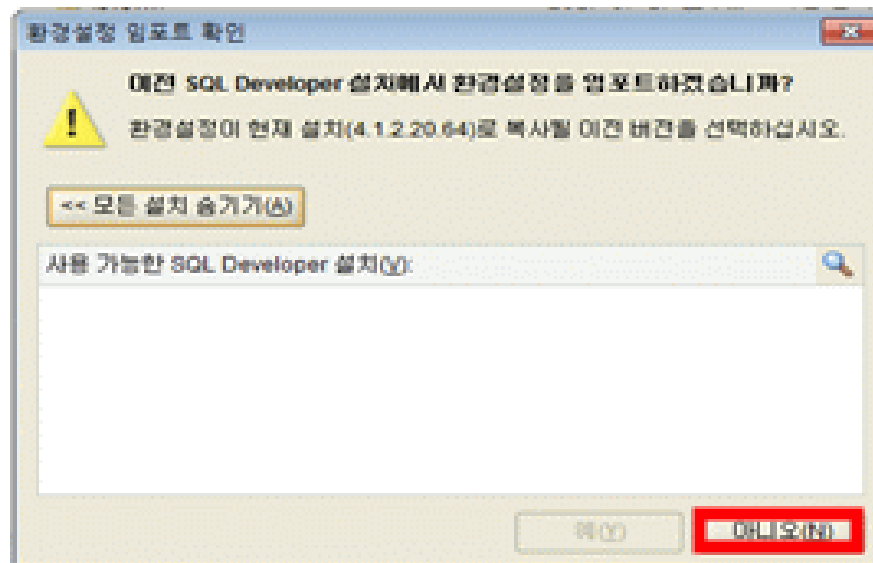 환경설정 임포트 확인
이전 SQL Developer 설치에서 환경설정을 임포트하겠습니까?
환경설정이 현재 설치(4.1.2.20.64)로 복사될 이전 버전을 선택하십시오.
<< 모든 설치 숨기기(A)
사용 가능한 SQL Developer 설치(V):
예(Y) 아니오(N)